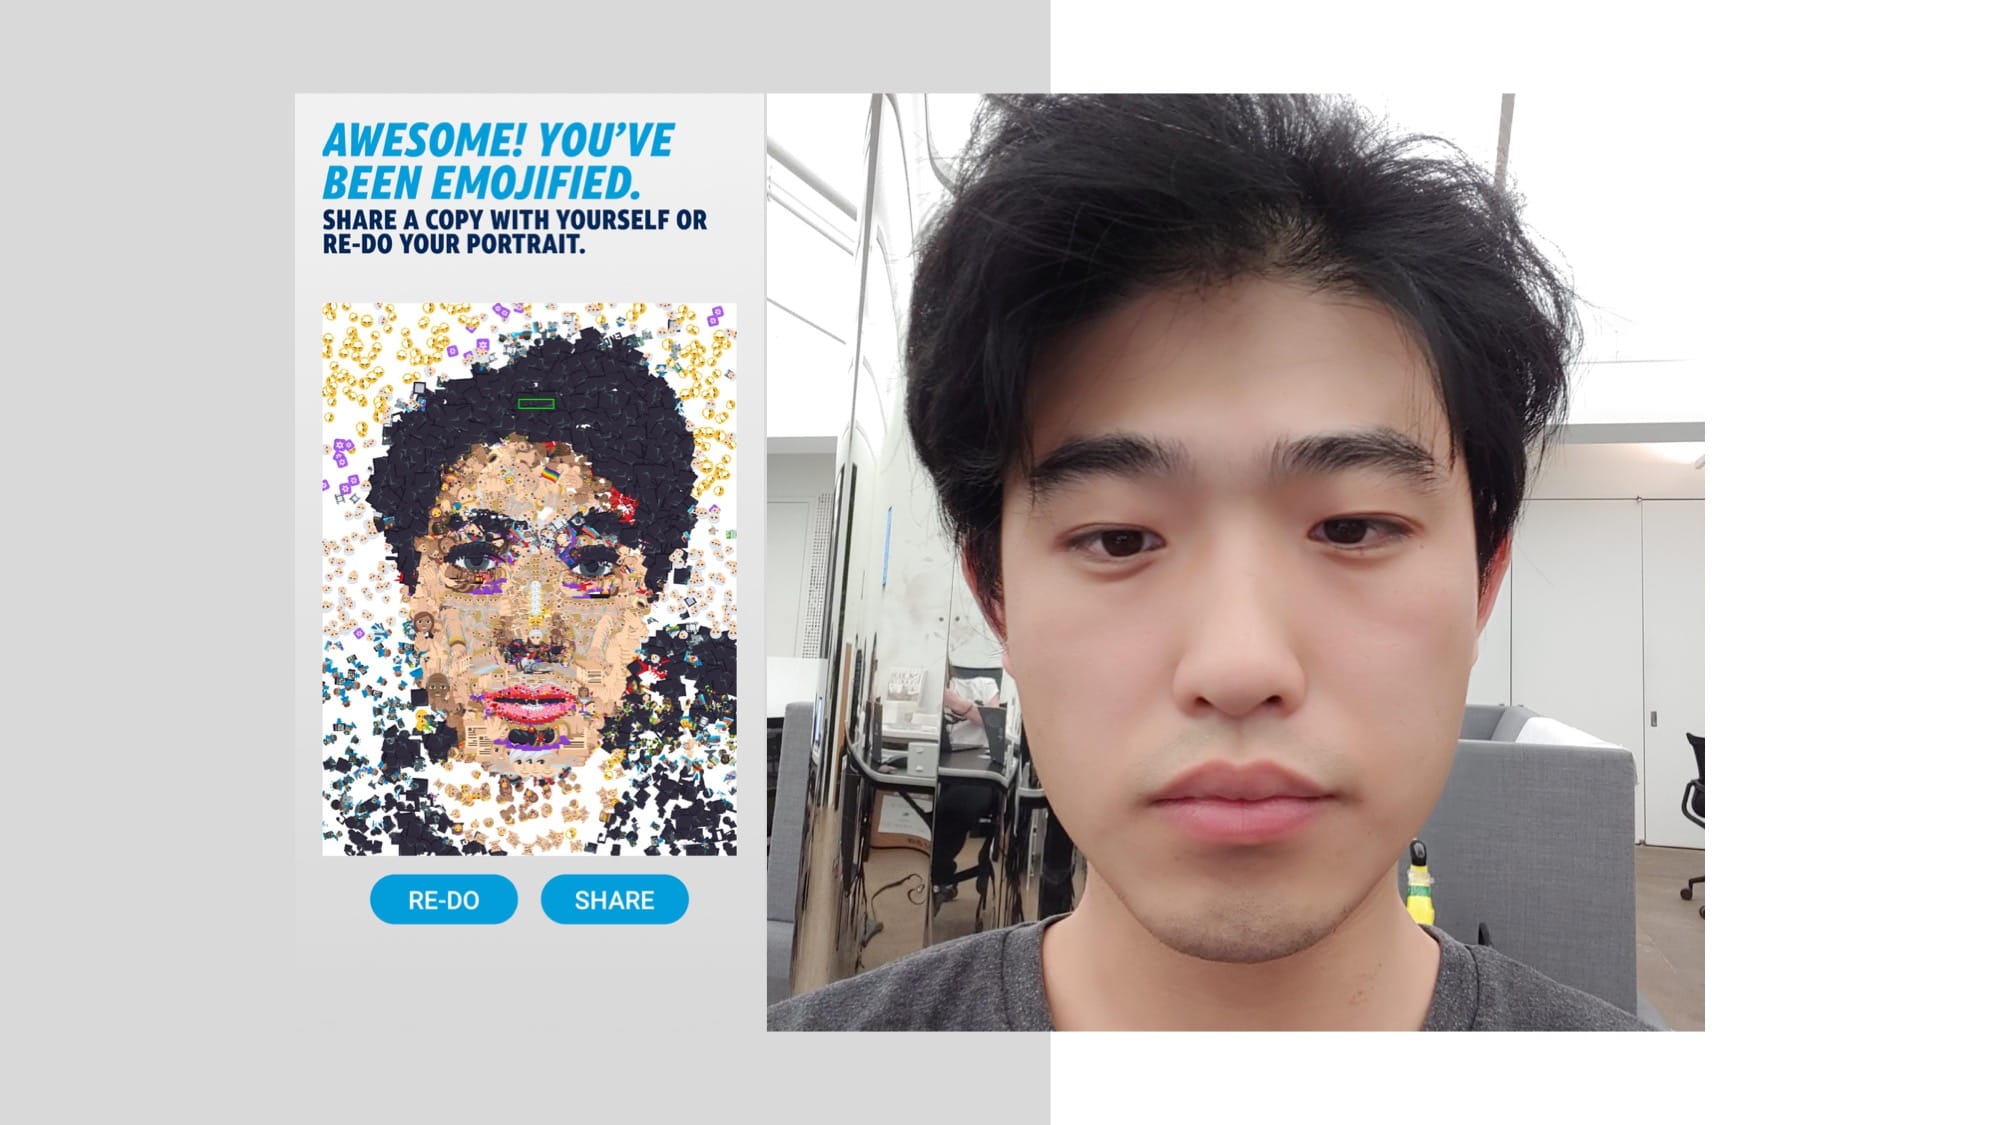 AWESOME! YOU'VE
BEEN EMOJIFIED.
SHARE A COPY WITH YOURSELF OR
RE-DO YOUR PORTRAIT.
RE-DO
SHARE